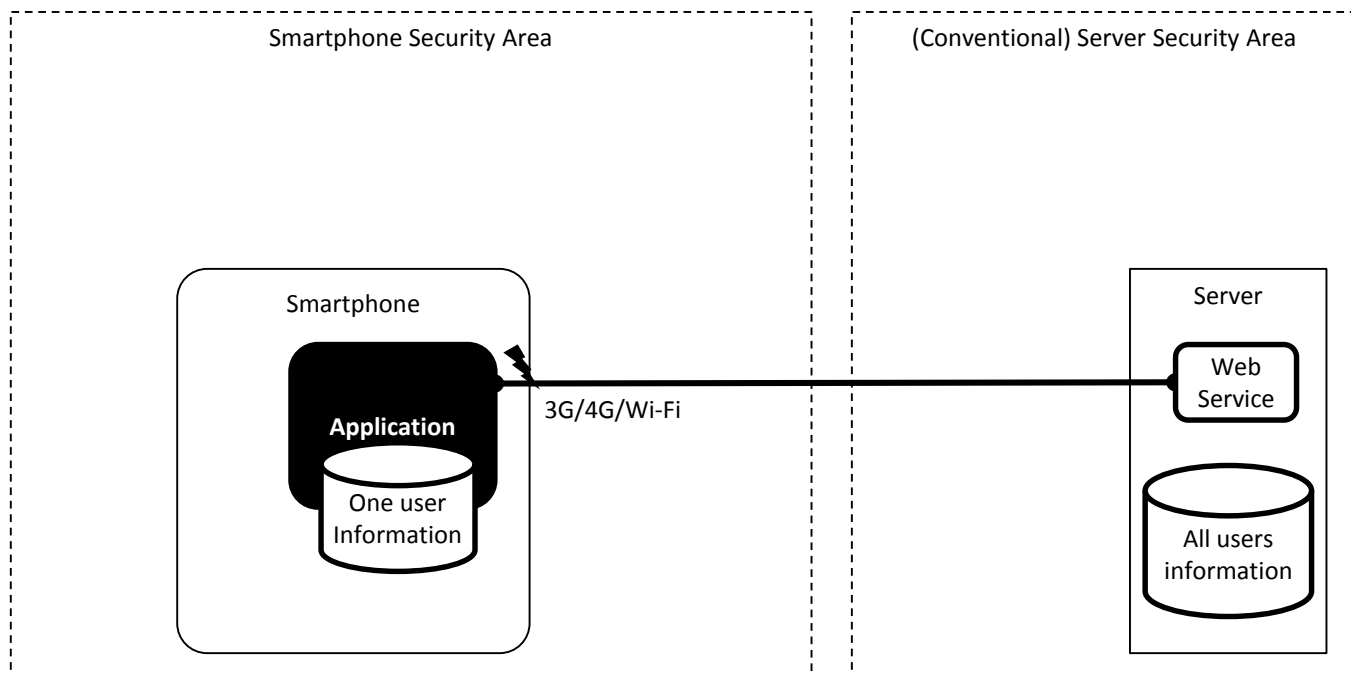 Smartphone Security Area
(Conventional) Server Security Area
Smartphone
Application
One user
Information
3G/4G/Wi-Fi
Server
Web
Service
All users
information